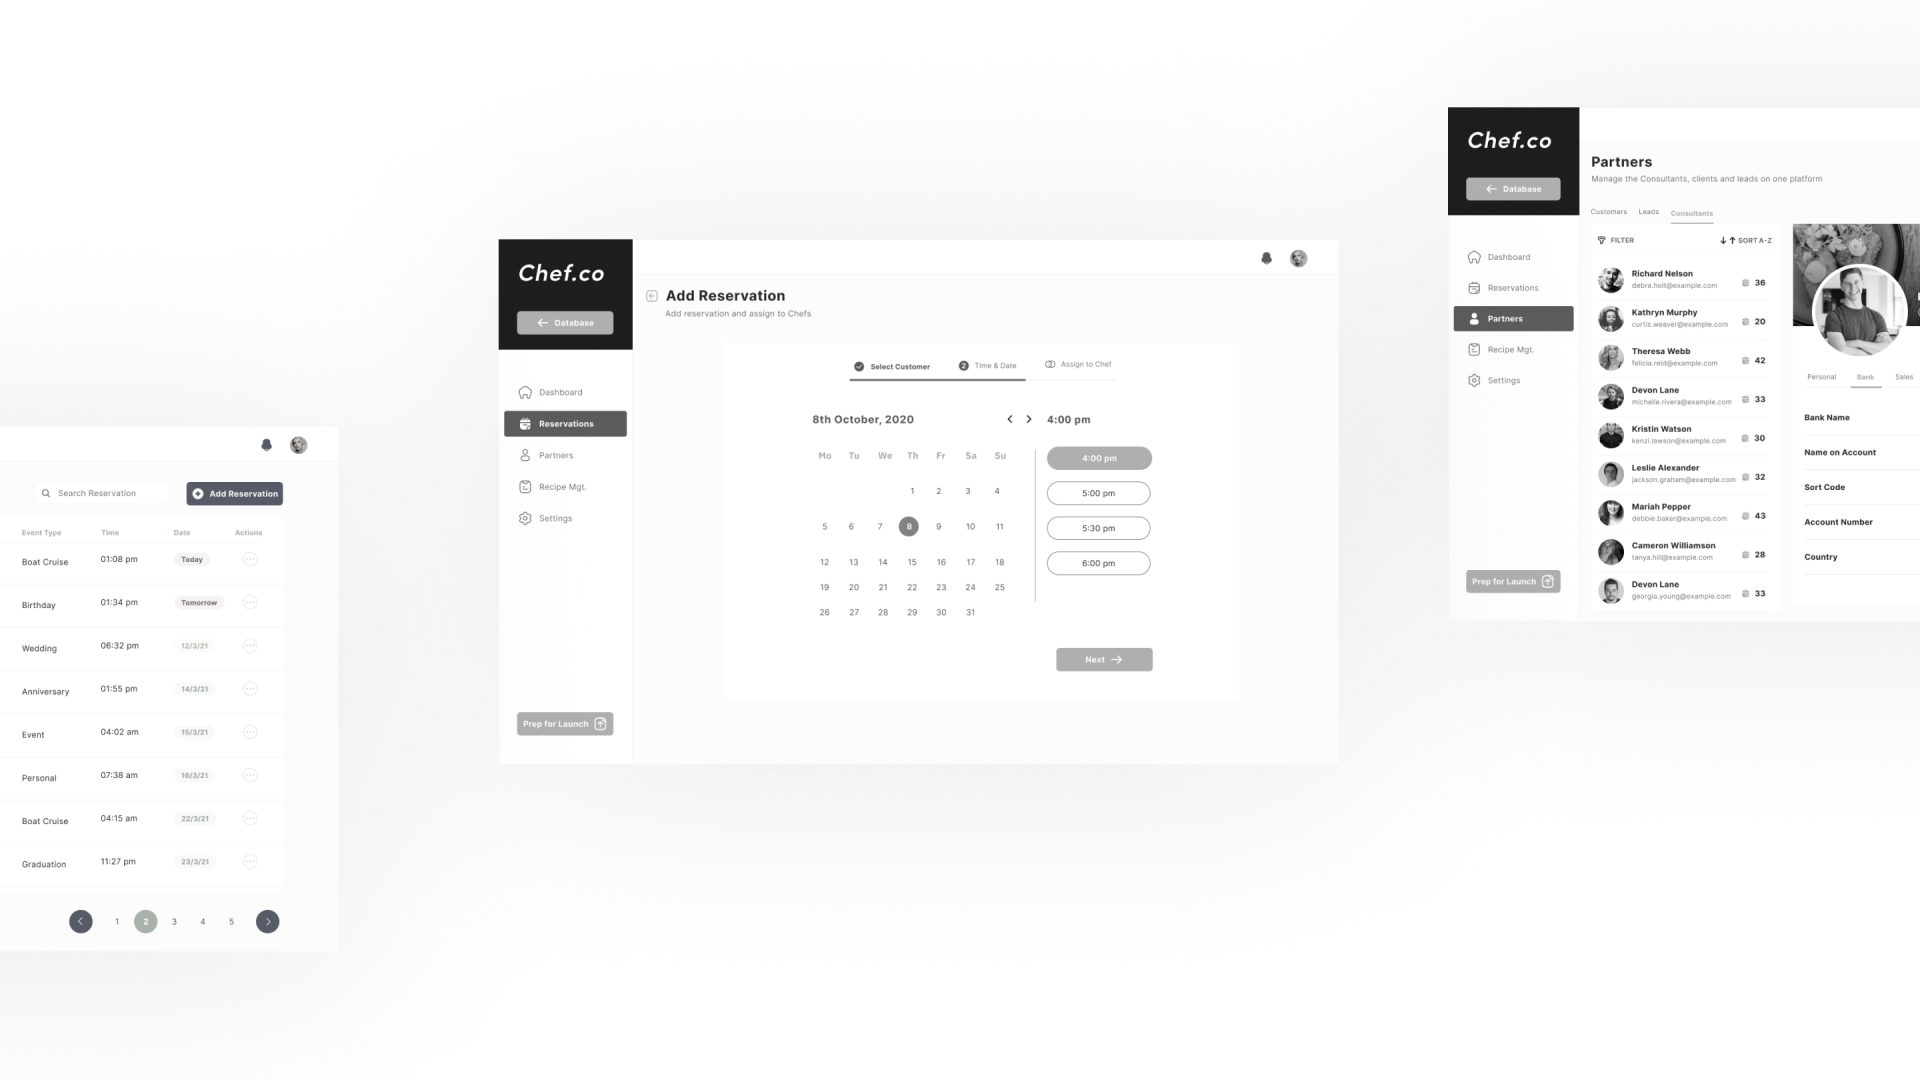 Search Reservation
Add Reservation
Event Type Time Date Actions
Boat Cruise 01:08 pm Today
Birthday 01:34 pm Tomorrow
Wedding 06:32 pm 12/3/21
Anniversary 01:55 pm 14/3/21
Event 04:02 am 15/3/21
Personal 07:38 am 16/3/21
Boat Cruise 04:15 am 22/3/21
Graduation 11:27 pm 23/3/21
1 2 3 4 5
Chef.co
Database
Dashboard
Reservations
Partners
Recipe Mgt.
Settings
Prep for Launch
Add Reservation
Add reservation and assign to Chefs
Select Customer 2 Time & Date Assign to Chef
8th October, 2020
Mo Tu We Th Fr Sa Su
1 2 3 4
5 6 7 8 9 10 11
12 13 14 15 16 17 18
19 20 21 22 23 24 25
26 27 28 29 30 31
4:00 pm
4:00 pm
5:00 pm
5:30 pm
6:00 pm
Next
Chef.co
Database
Dashboard
Reservations
Partners
Recipe Mgt.
Settings
Prep for Launch
Partners
Manage the Consultants, clients and leads on one platform
Customers Leads Consultants
FILTER SORT A-Z
Richard Nelson
debra.holt@example.com 36
Kathryn Murphy
curtis.weaver@example.com 20
Theresa Webb
felicia.reid@example.com 42
Devon Lane
michelle.rivera@example.com 33
Kristin Watson
kenzi.lawson@example.com 30
Leslie Alexander
jackson.graham@example.com 32
Mariah Pepper
debbie.baker@example.com 43
Cameron Williamson
tanya.hill@example.com 28
Devon Lane
georgia.young@example.com 33
Personal Bank Sales
Bank Name
Name on Account
Sort Code
Account Number
Country